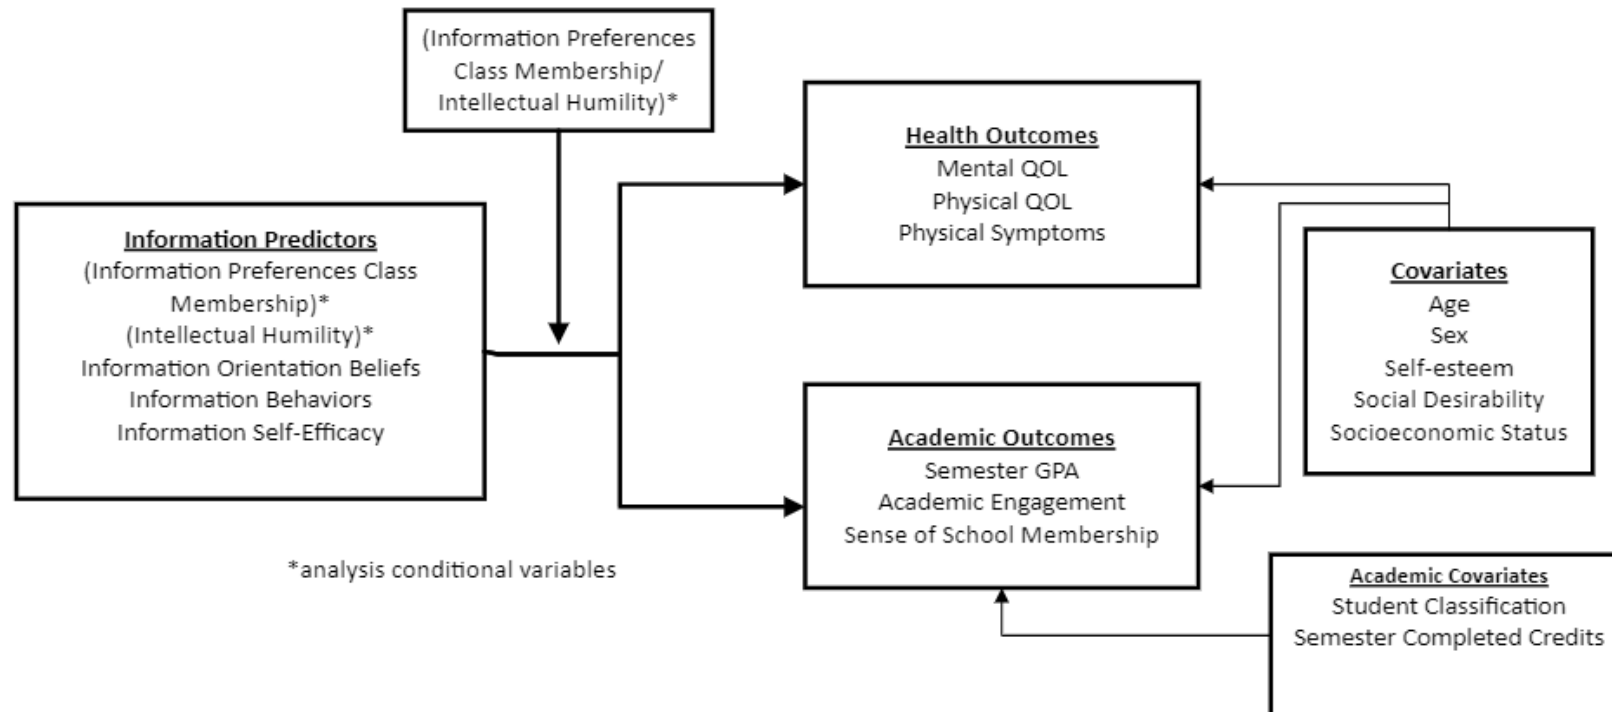 (Information Preferences
Class Membership/
Intellectual Humility)*
Information Predictors
(Information Preferences Class
Membership)*
(Intellectual Humility)*
Information Orientation Beliefs
Information Behaviors
Information Self-Efficacy
Health Outcomes
Mental QOL
Physical QOL
Physical Symptoms
Covariates
Age
Sex
Self-esteem
Social Desirability
Socioeconomic Status
Academic Outcomes
Semester GPA
Academic Engagement
Sense of School Membership
*analysis conditional variables
Academic Covariates
Student Classification
Semester Completed Credits